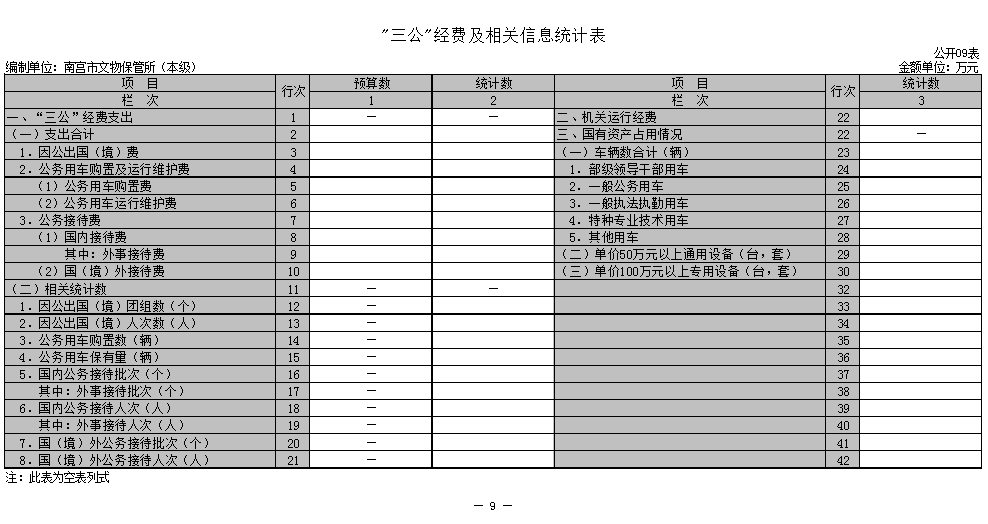 "三公"经费及相关信息统计表
公开09表
编制单位：南宫市文物保管所（本级） 金额单位：万元
项　目 行次 预算数 统计数 项　目 行次 统计数
栏　次 1 2 栏　次 3
一、“三公”经费支出 1 — — 二、机关运行经费 22
（一）支出合计 2 三、国有资产占用情况 22 —
1．因公出国（境）费 3 （一）车辆数合计（辆） 23
2．公务用车购置及运行维护费 4 1．部级领导干部用车 24
（1）公务用车购置费 5 2．一般公务用车 25
（2）公务用车运行维护费 6 3．一般执法执勤用车 26
3．公务接待费 7 4．特种专业技术用车 27
（1）国内接待费 8 5．其他用车 28
其中：外事接待费 9 （二）单价50万元以上通用设备（台，套） 29
（2）国（境）外接待费 10 （三）单价100万元以上专用设备（台，套） 30
（二）相关统计数 11 — — 32
1．因公出国（境）团组数（个） 12 — 33
2．因公出国（境）人次数（人） 13 — 34
3．公务用车购置数（辆） 14 — 35
4．公务用车保有量（辆） 15 — 36
5．国内公务接待批次（个） 16 — 37
其中：外事接待批次（个） 17 — 38
6．国内公务接待人次（人） 18 — 39
其中：外事接待人次（人） 19 — 40
7．国（境）外公务接待批次（个） 20 — 41
8．国（境）外公务接待人次（人） 21 — 42
注：此表为空表列式
— 9 —